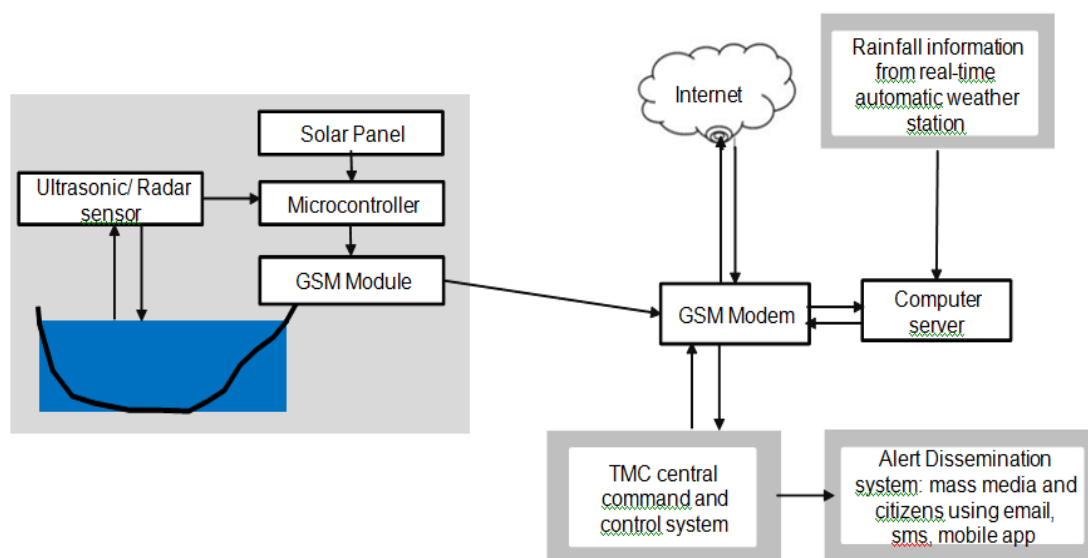 Solar Panel
Ultrasonic/ Radar
sensor
Microcontroller
GSM Module
Internet
Rainfall information
from real-time
automatic weather
station
GSM Modem
Computer
server
TMC central
command and
control system
Alert Dissemination
system: mass media and
citizens using email,
sms, mobile app